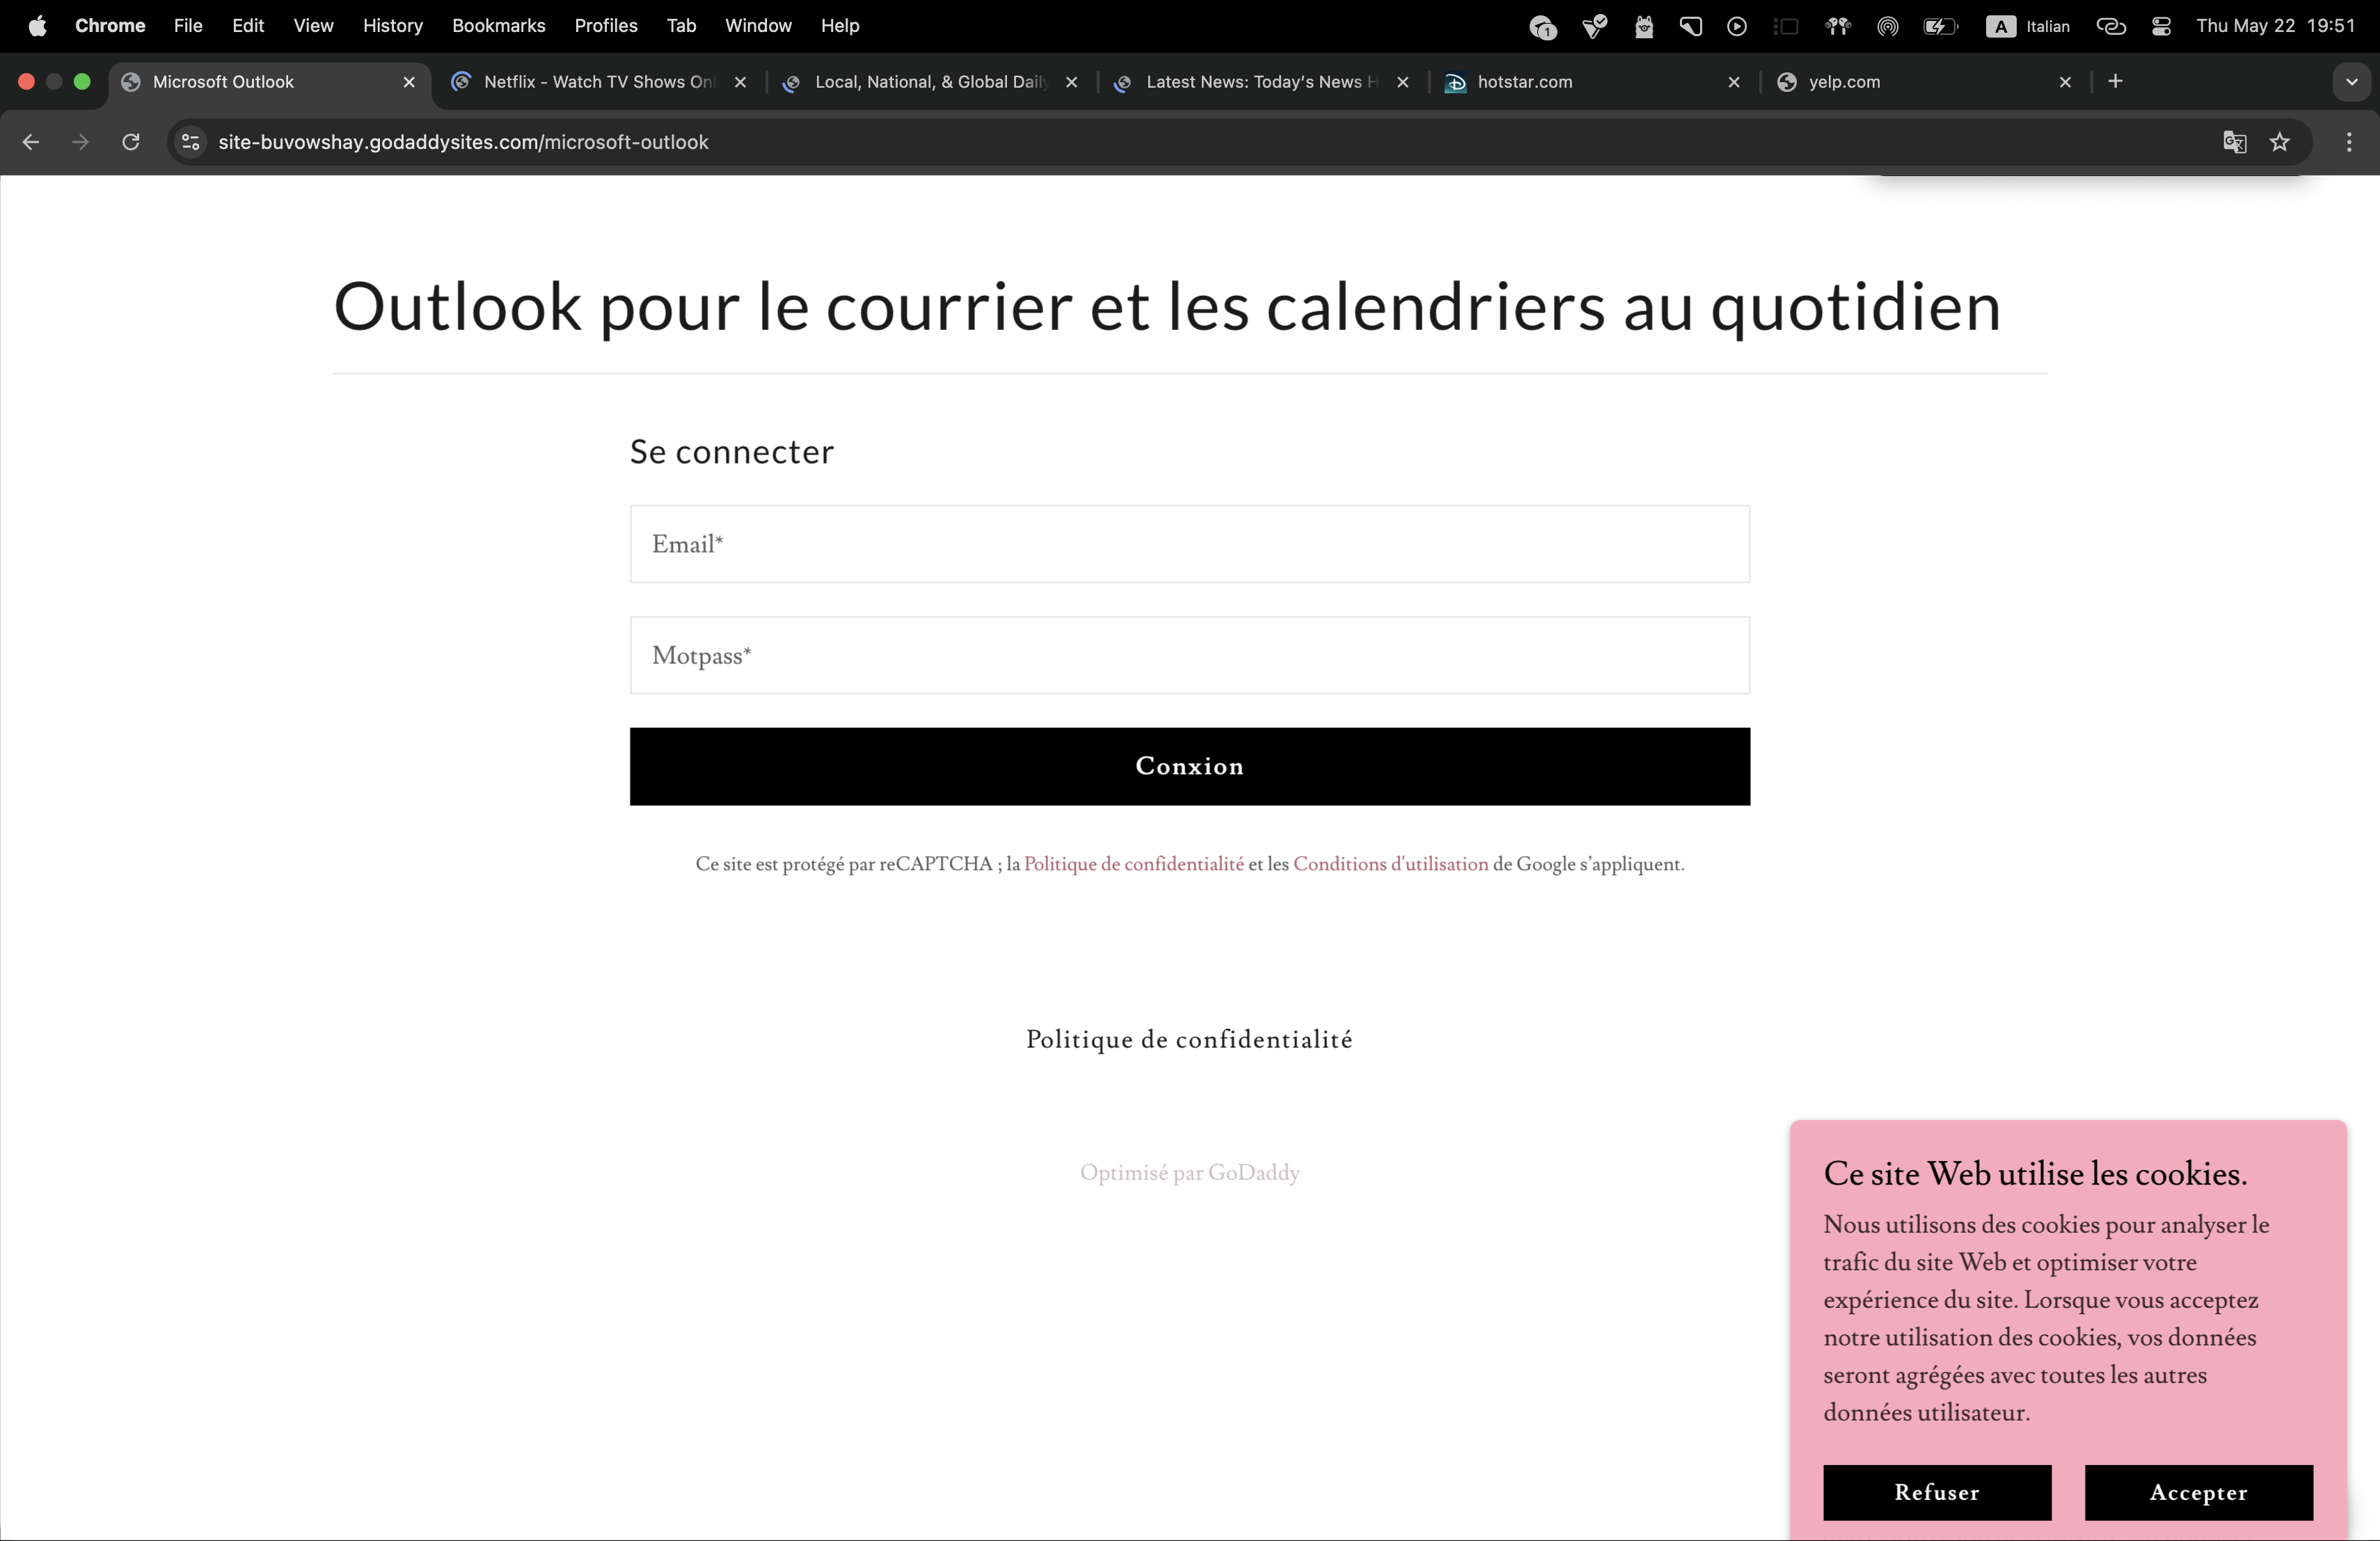 Chrome File Edit View History Bookmarks Profiles Tab Window Help 1 A Italian Thu May 22 19:51
Microsoft Outlook Netflix - Watch TV Shows Onl Local, National, & Global Daily Latest News: Today's News H hotstar.com yelp.com
site-buvowshay.godaddysites.com/microsoft-outlook
Outlook pour le courrier et les calendriers au quotidien
Se connecter
Email*
Motpass*
Conxion
Ce site est protégé par reCAPTCHA ; la Politique de confidentialité et les Conditions d'utilisation de Google s’appliquent.
Politique de confidentialité
Optimisé par GoDaddy
Ce site Web utilise les cookies.
Nous utilisons des cookies pour analyser le
trafic du site Web et optimiser votre
expérience du site. Lorsque vous acceptez
notre utilisation des cookies, vos données
seront agrégées avec toutes les autres
données utilisateur.
Refuser Accepter